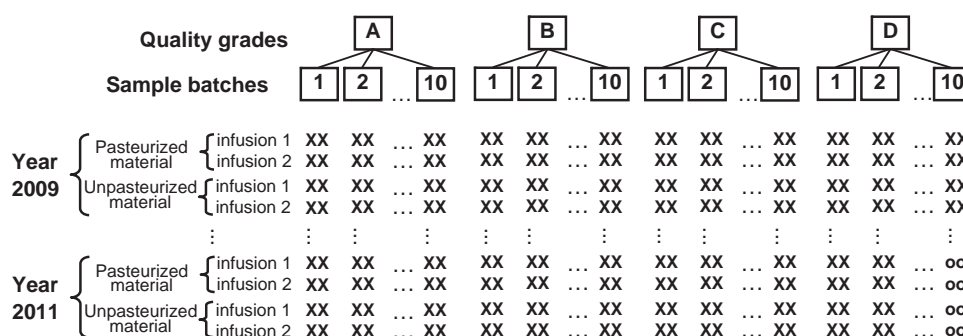 Quality grades A B C D
Sample batches 1 2 ... 10 1 2 ... 10 1 2 ... 10 1 2 ... 10
Year 2009
Pasteurized material
infusion 1 XX XX ... XX XX XX ... XX XX XX ... XX XX XX ...
infusion 2 XX XX ... XX XX XX ... XX XX XX ... XX XX XX ...
Unpasteurized material
infusion 1 XX XX ... XX XX XX ... XX XX XX ... XX XX XX ...
infusion 2 XX XX ... XX XX XX ... XX XX XX ... XX XX XX ...
Year 2011
Pasteurized material
infusion 1 XX XX ... XX XX XX ... XX XX XX ... XX XX XX ...
infusion 2 XX XX ... XX XX XX ... XX XX XX ... XX XX XX ...
Unpasteurized material
infusion 1 XX XX ... XX XX XX ... XX XX XX ... XX XX XX ...
infusion 2 XX XX ... XX XX XX ... XX XX XX ... XX XX XX ...